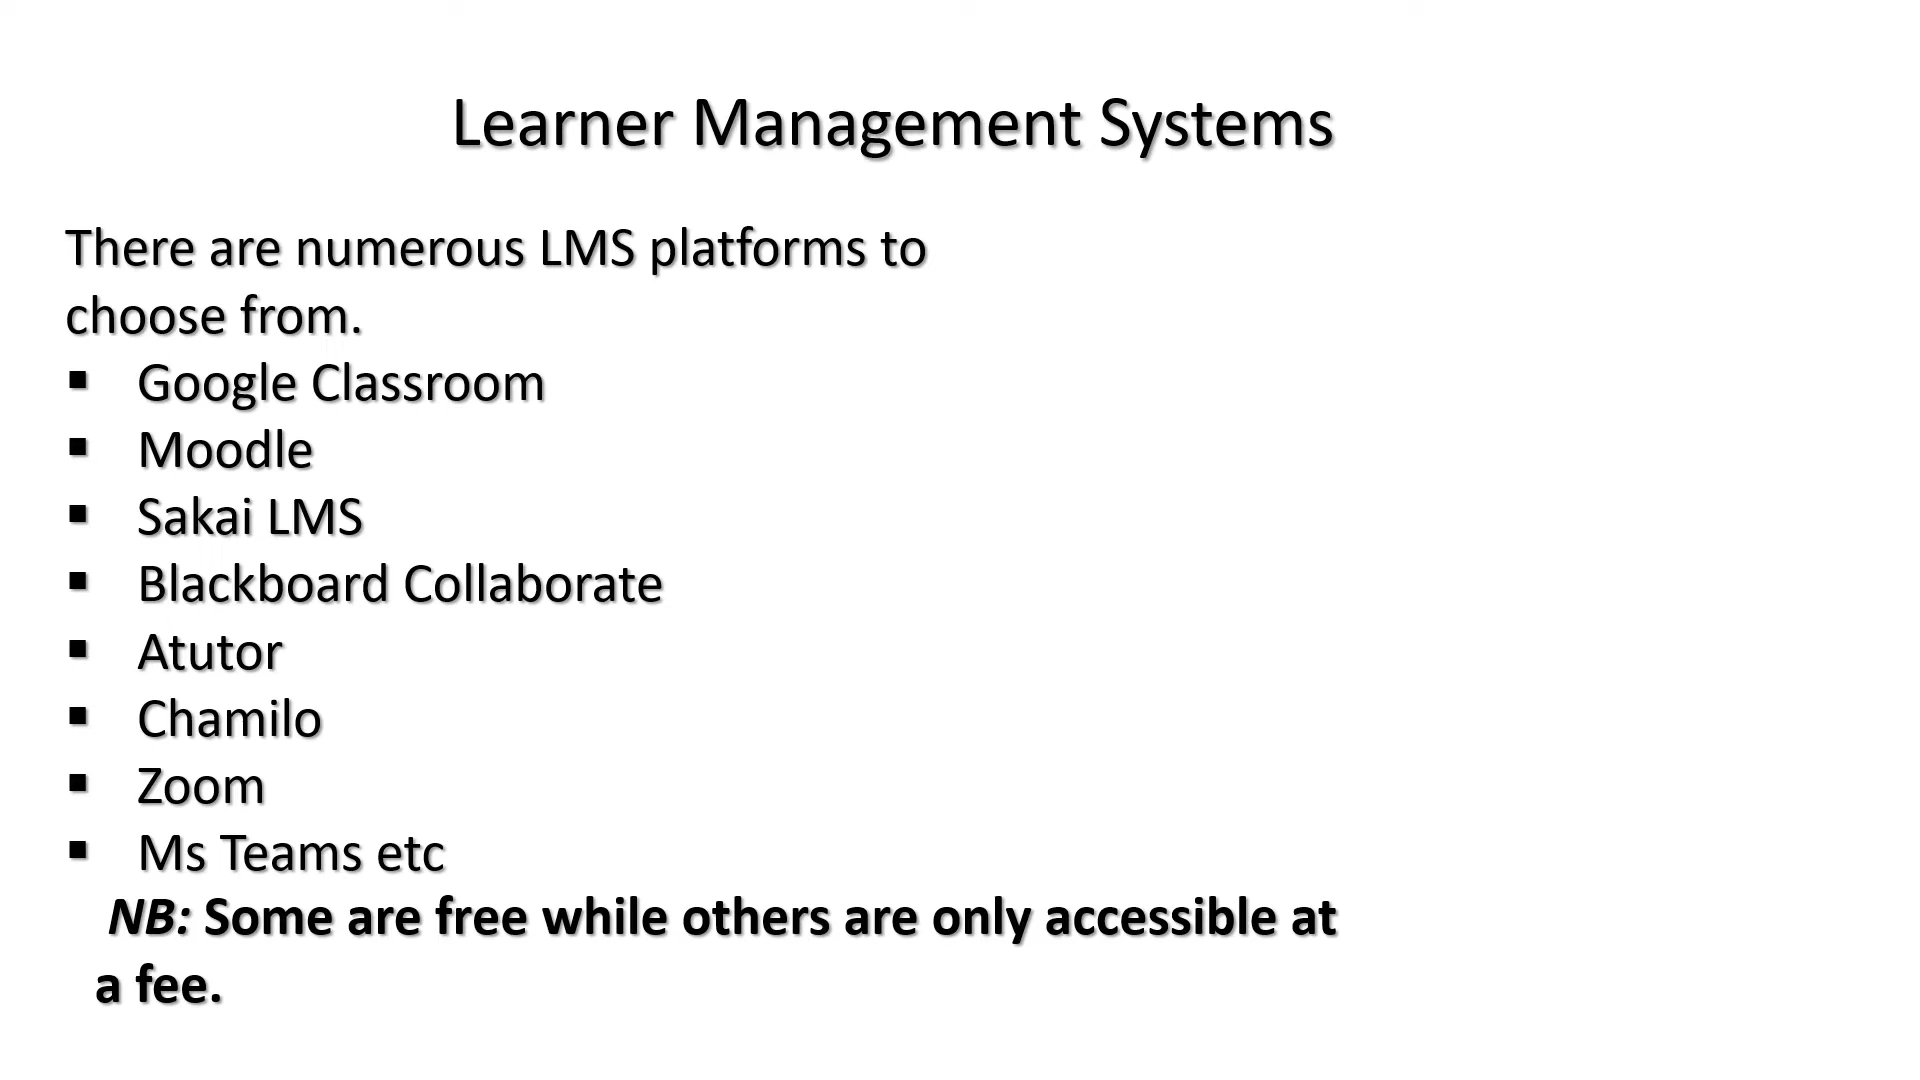 Learner Management Systems
There are numerous LMS platforms to
choose from.
▪ Google Classroom
▪ Moodle
▪ Sakai LMS
▪ Blackboard Collaborate
▪ Atutor
▪ Chamilo
▪ Zoom
▪ Ms Teams etc
NB: Some are free while others are only accessible at
a fee.